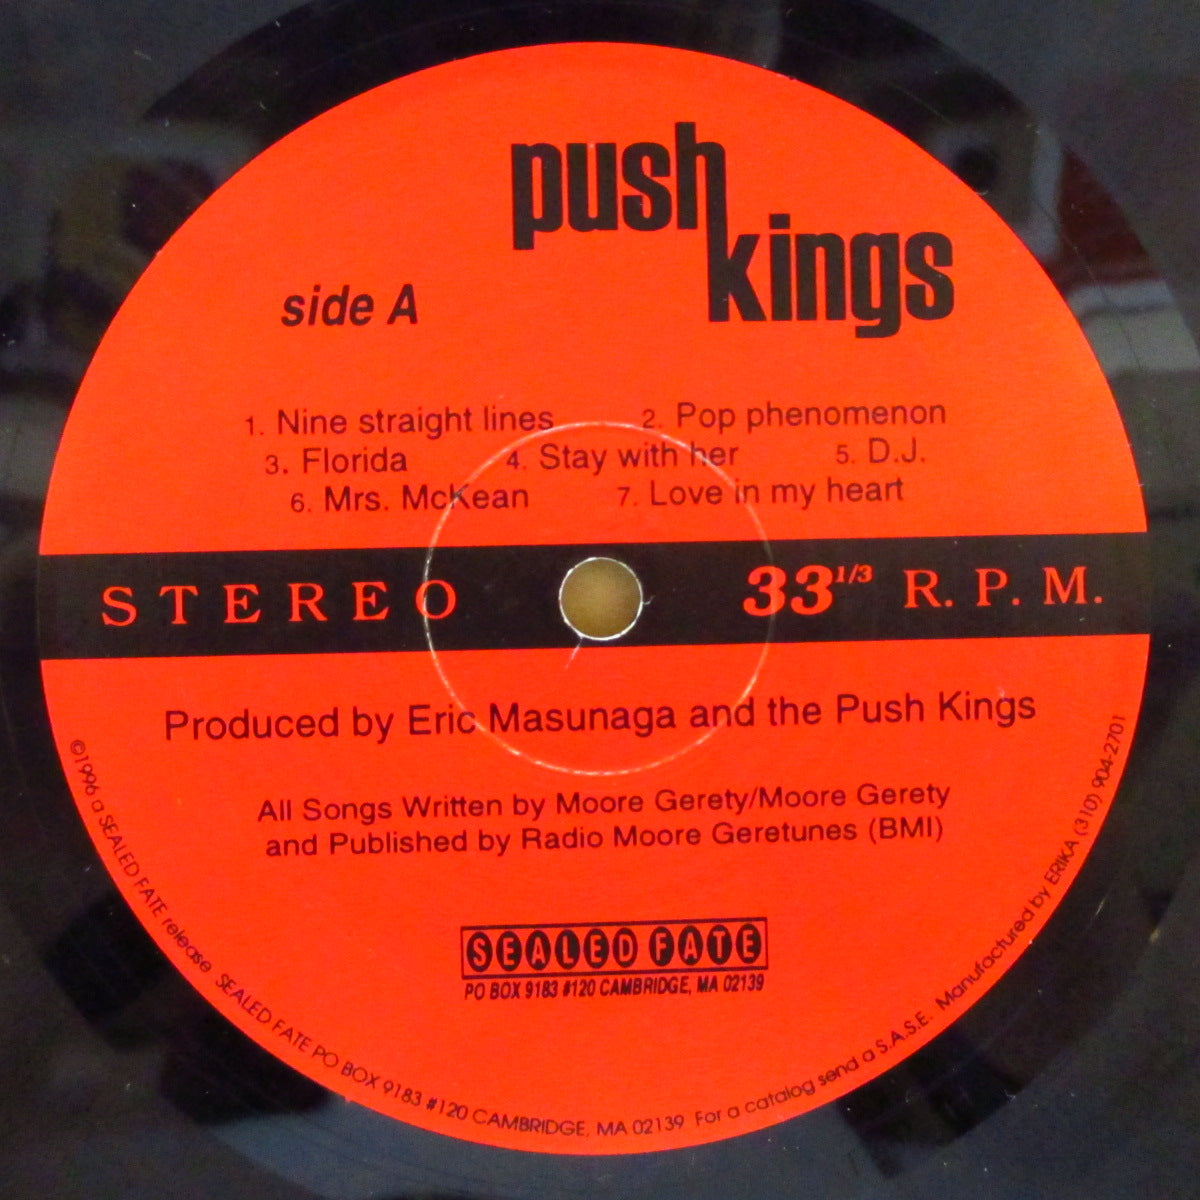 push
kings
side A
1. Nine straight lines 2. Pop phenomenon
3. Florida 4. Stay with her 5. D.J.
6. Mrs. McKean 7. Love in my heart
STEREO 33 1/3 R.P.M.
Produced by Eric Masunaga and the Push Kings
All Songs Written by Moore Gerety/Moore Gerety
and Published by Radio Moore Geretunes (BMI)
SEALED FATE
PO BOX 9183 #120 CAMBRIDGE, MA 02139
©1996 a SEALED FATE release SEALED FATE PO BOX 9183 #120 CAMBRIDGE, MA 02139 For a catalog send a S.A.S.E. Manufactured by ERIKA (310) 904-2701